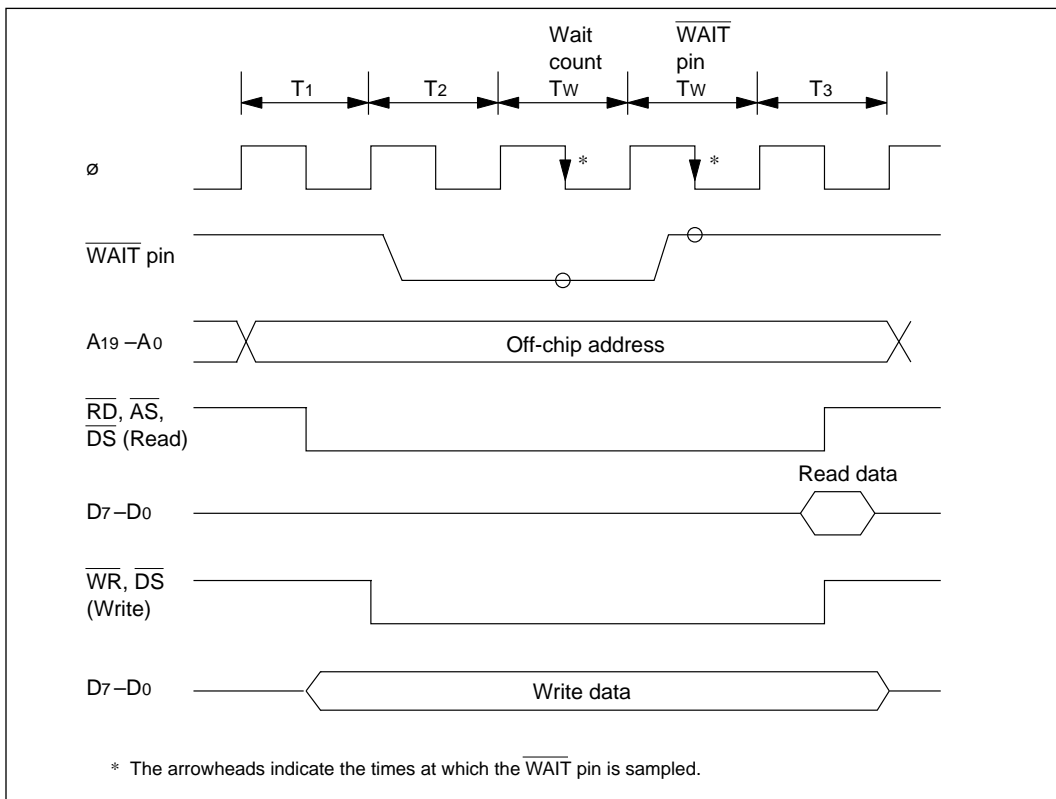 Wait WAIT
count pin
T1 T2 TW TW T3
ø * *
WAIT pin
A19 –A0 Off-chip address
RD, AS,
DS (Read)
Read data
D7 –D0
WR, DS
(Write)
D7 –D0 Write data
* The arrowheads indicate the times at which the WAIT pin is sampled.